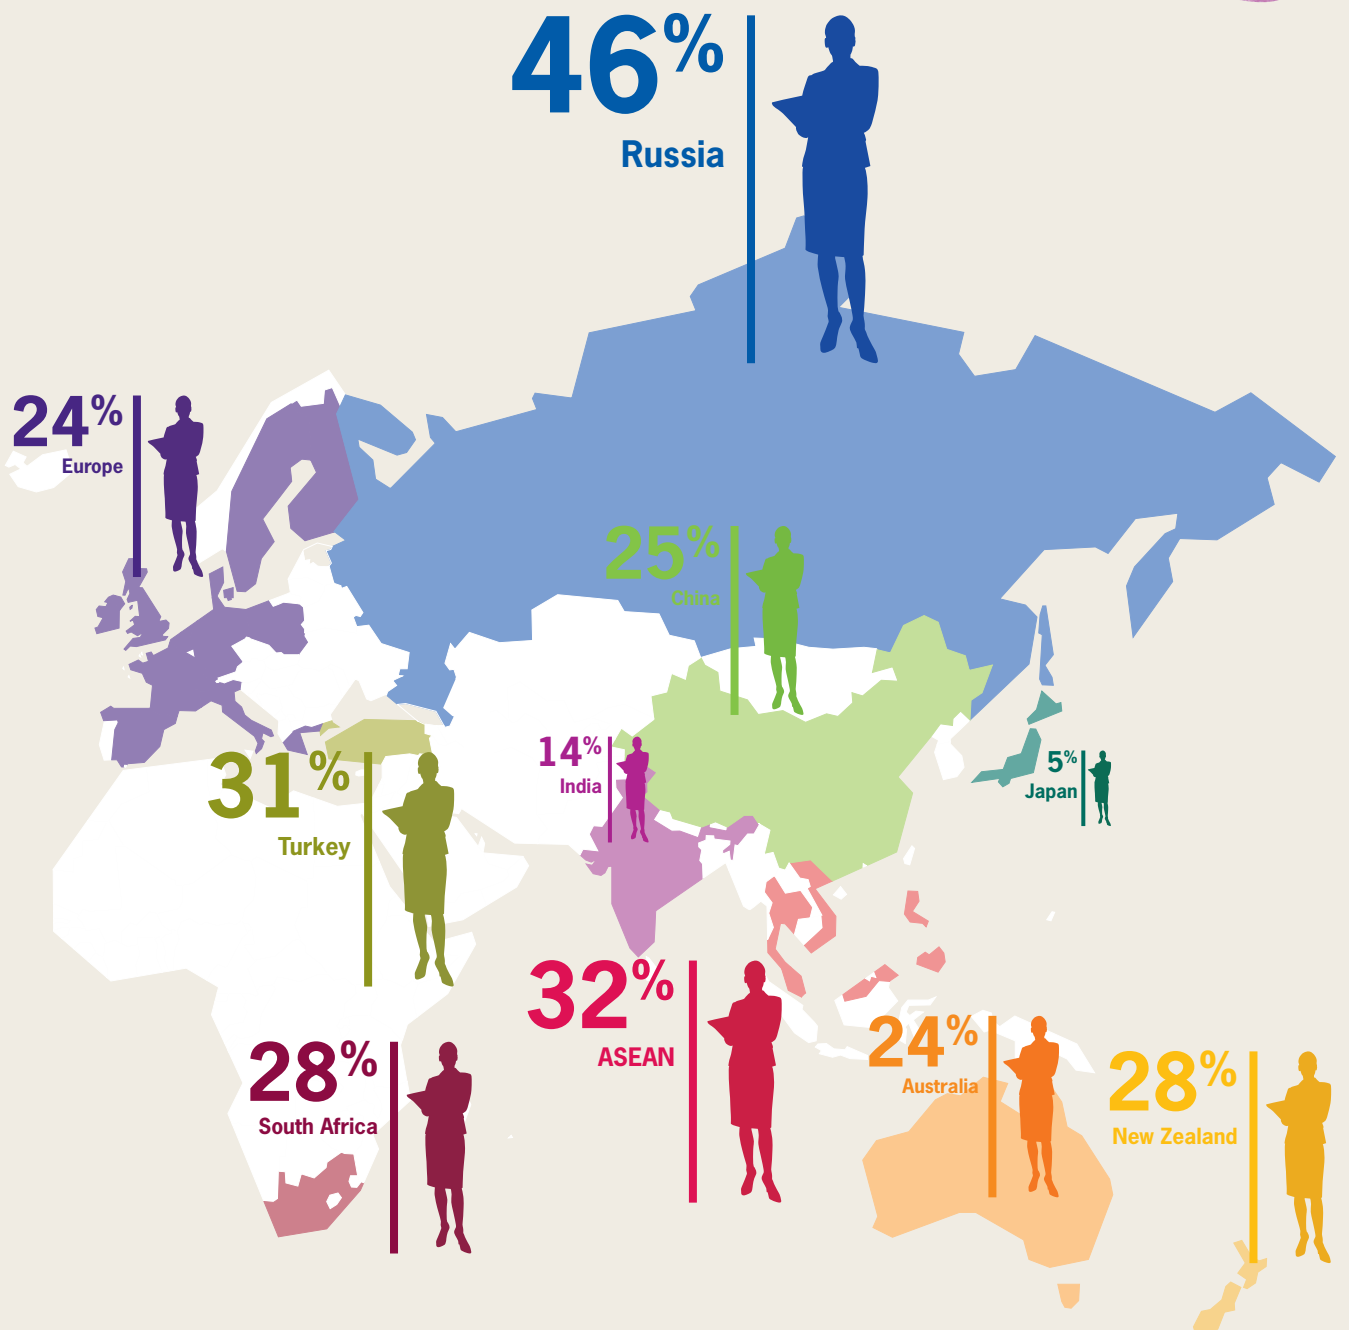 46%
Russia
24%
Europe
25%
China
14%
India
5%
Japan
31%
Turkey
32%
ASEAN
24%
Australia
28%
South Africa
28%
New Zealand